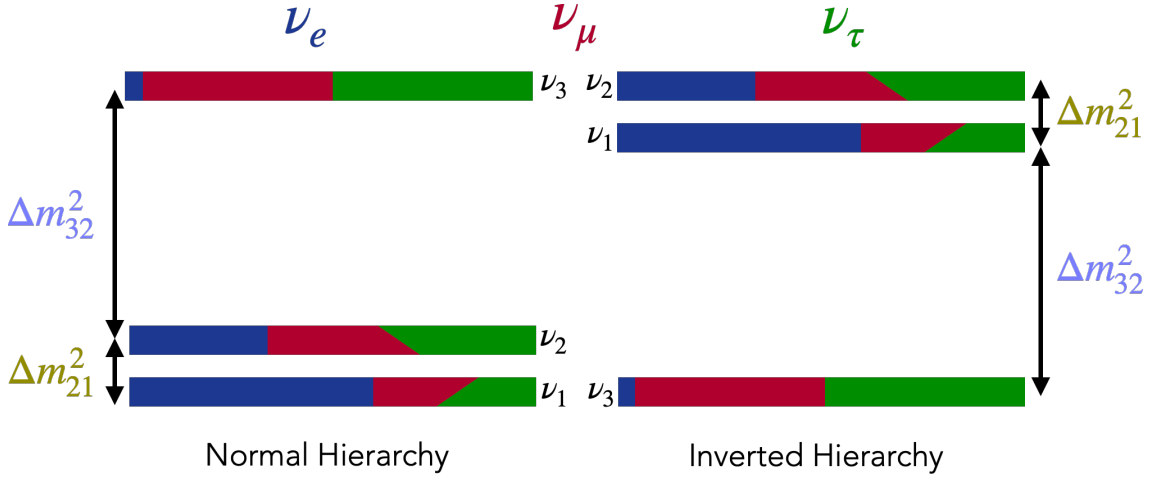 ν_e ν_μ ν_τ
ν_3 ν_2
Δm²_21
ν_1
Δm²_32
Δm²_32
ν_2
Δm²_21
ν_1 ν_3
Normal Hierarchy Inverted Hierarchy